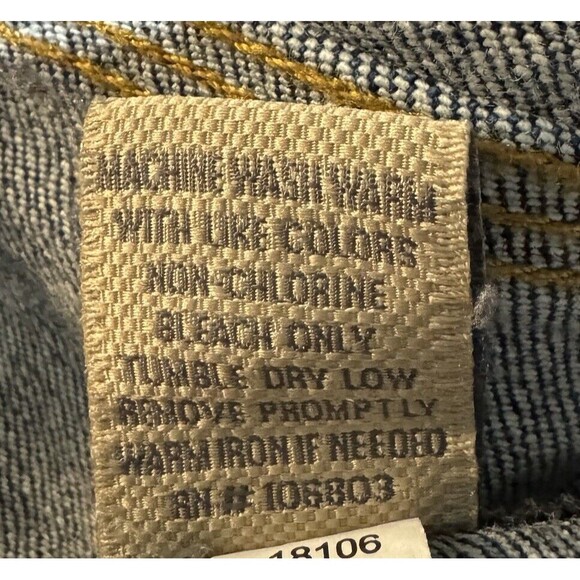 MACHINE WASH WARM
WITH LIKE COLORS
NON-CHLORINE
BLEACH ONLY
TUMBLE DRY LOW
REMOVE PROMPTLY
WARM IRON IF NEEDED
RN# 106803
18106